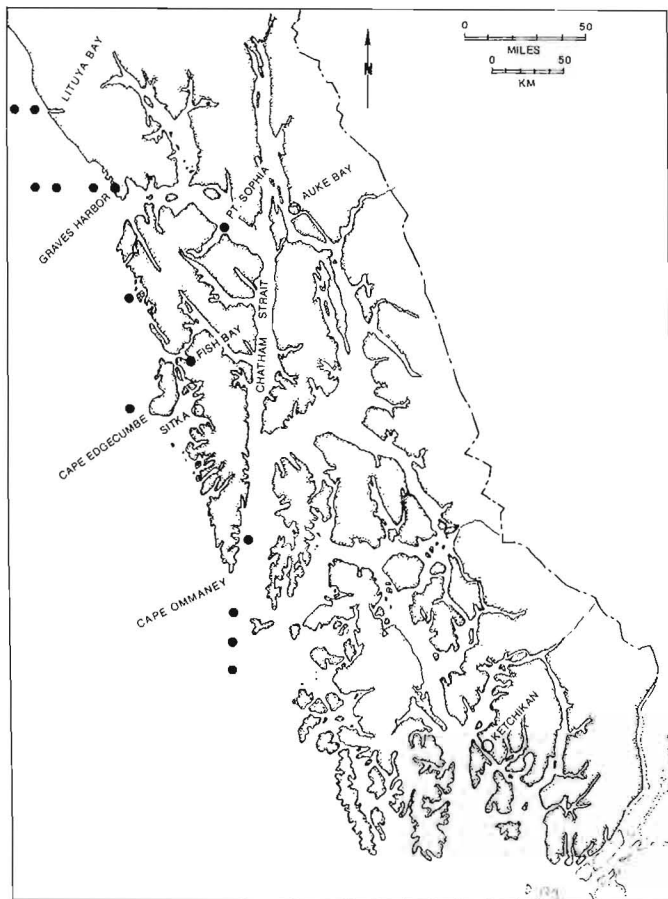 0 50
MILES
0 50
KM
N
LITUYA BAY
GRAVES HARBOR
PT. SOPHIA
AUKE BAY
CHATHAM STRAIT
FISH BAY
SITKA
CAPE EDGECUMBE
CAPE OMMANEY
KETCHIKAN